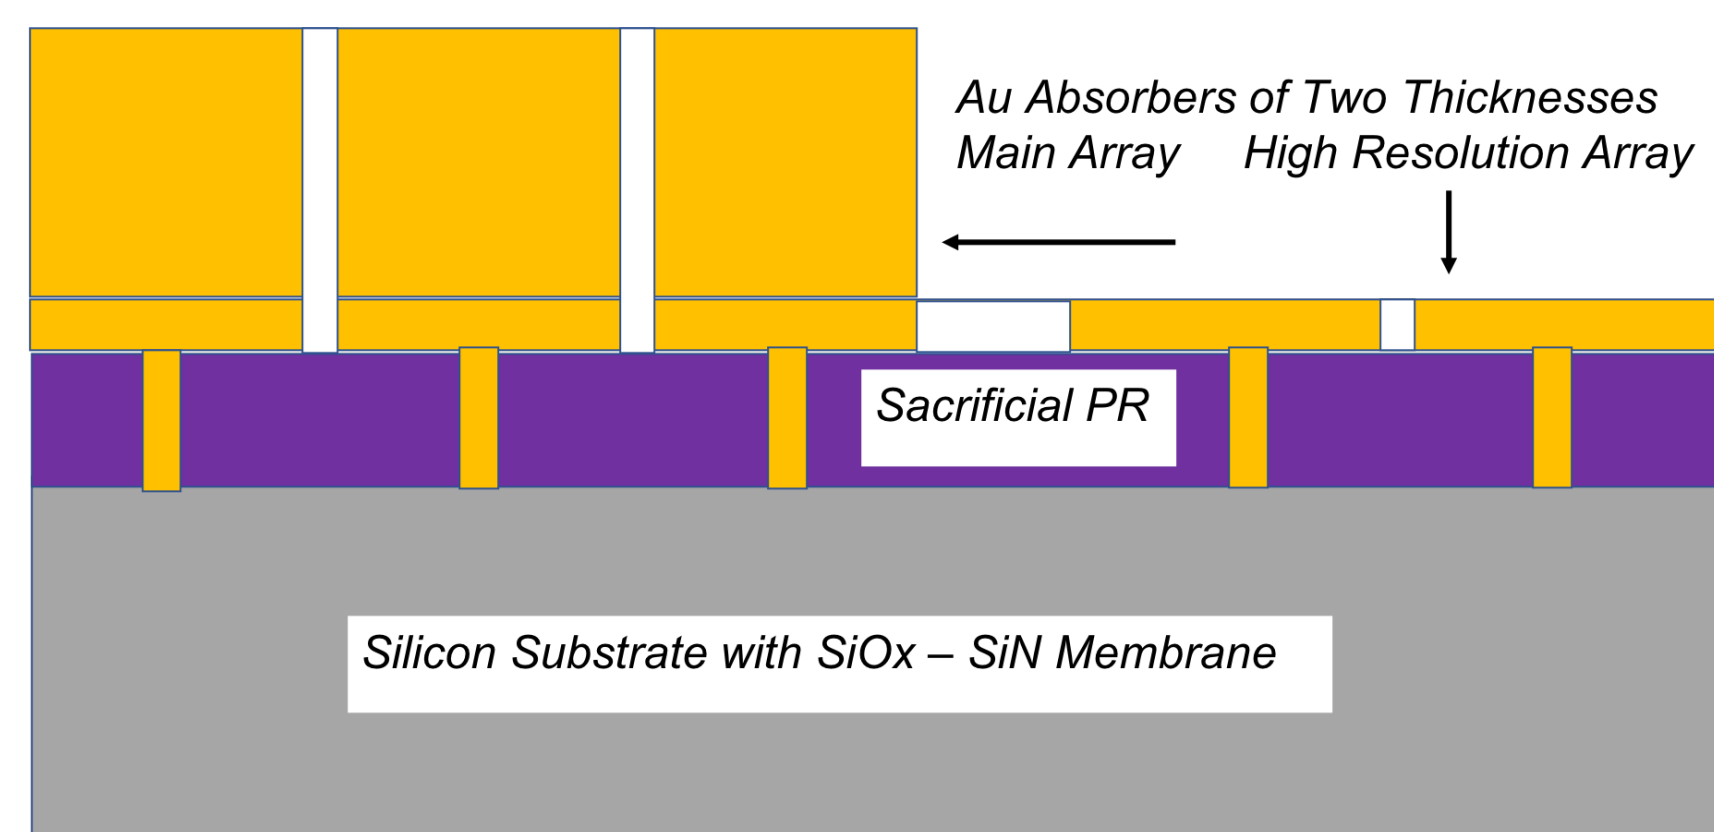 Au Absorbers of Two Thicknesses
Main Array High Resolution Array
Sacrificial PR
Silicon Substrate with SiOx – SiN Membrane